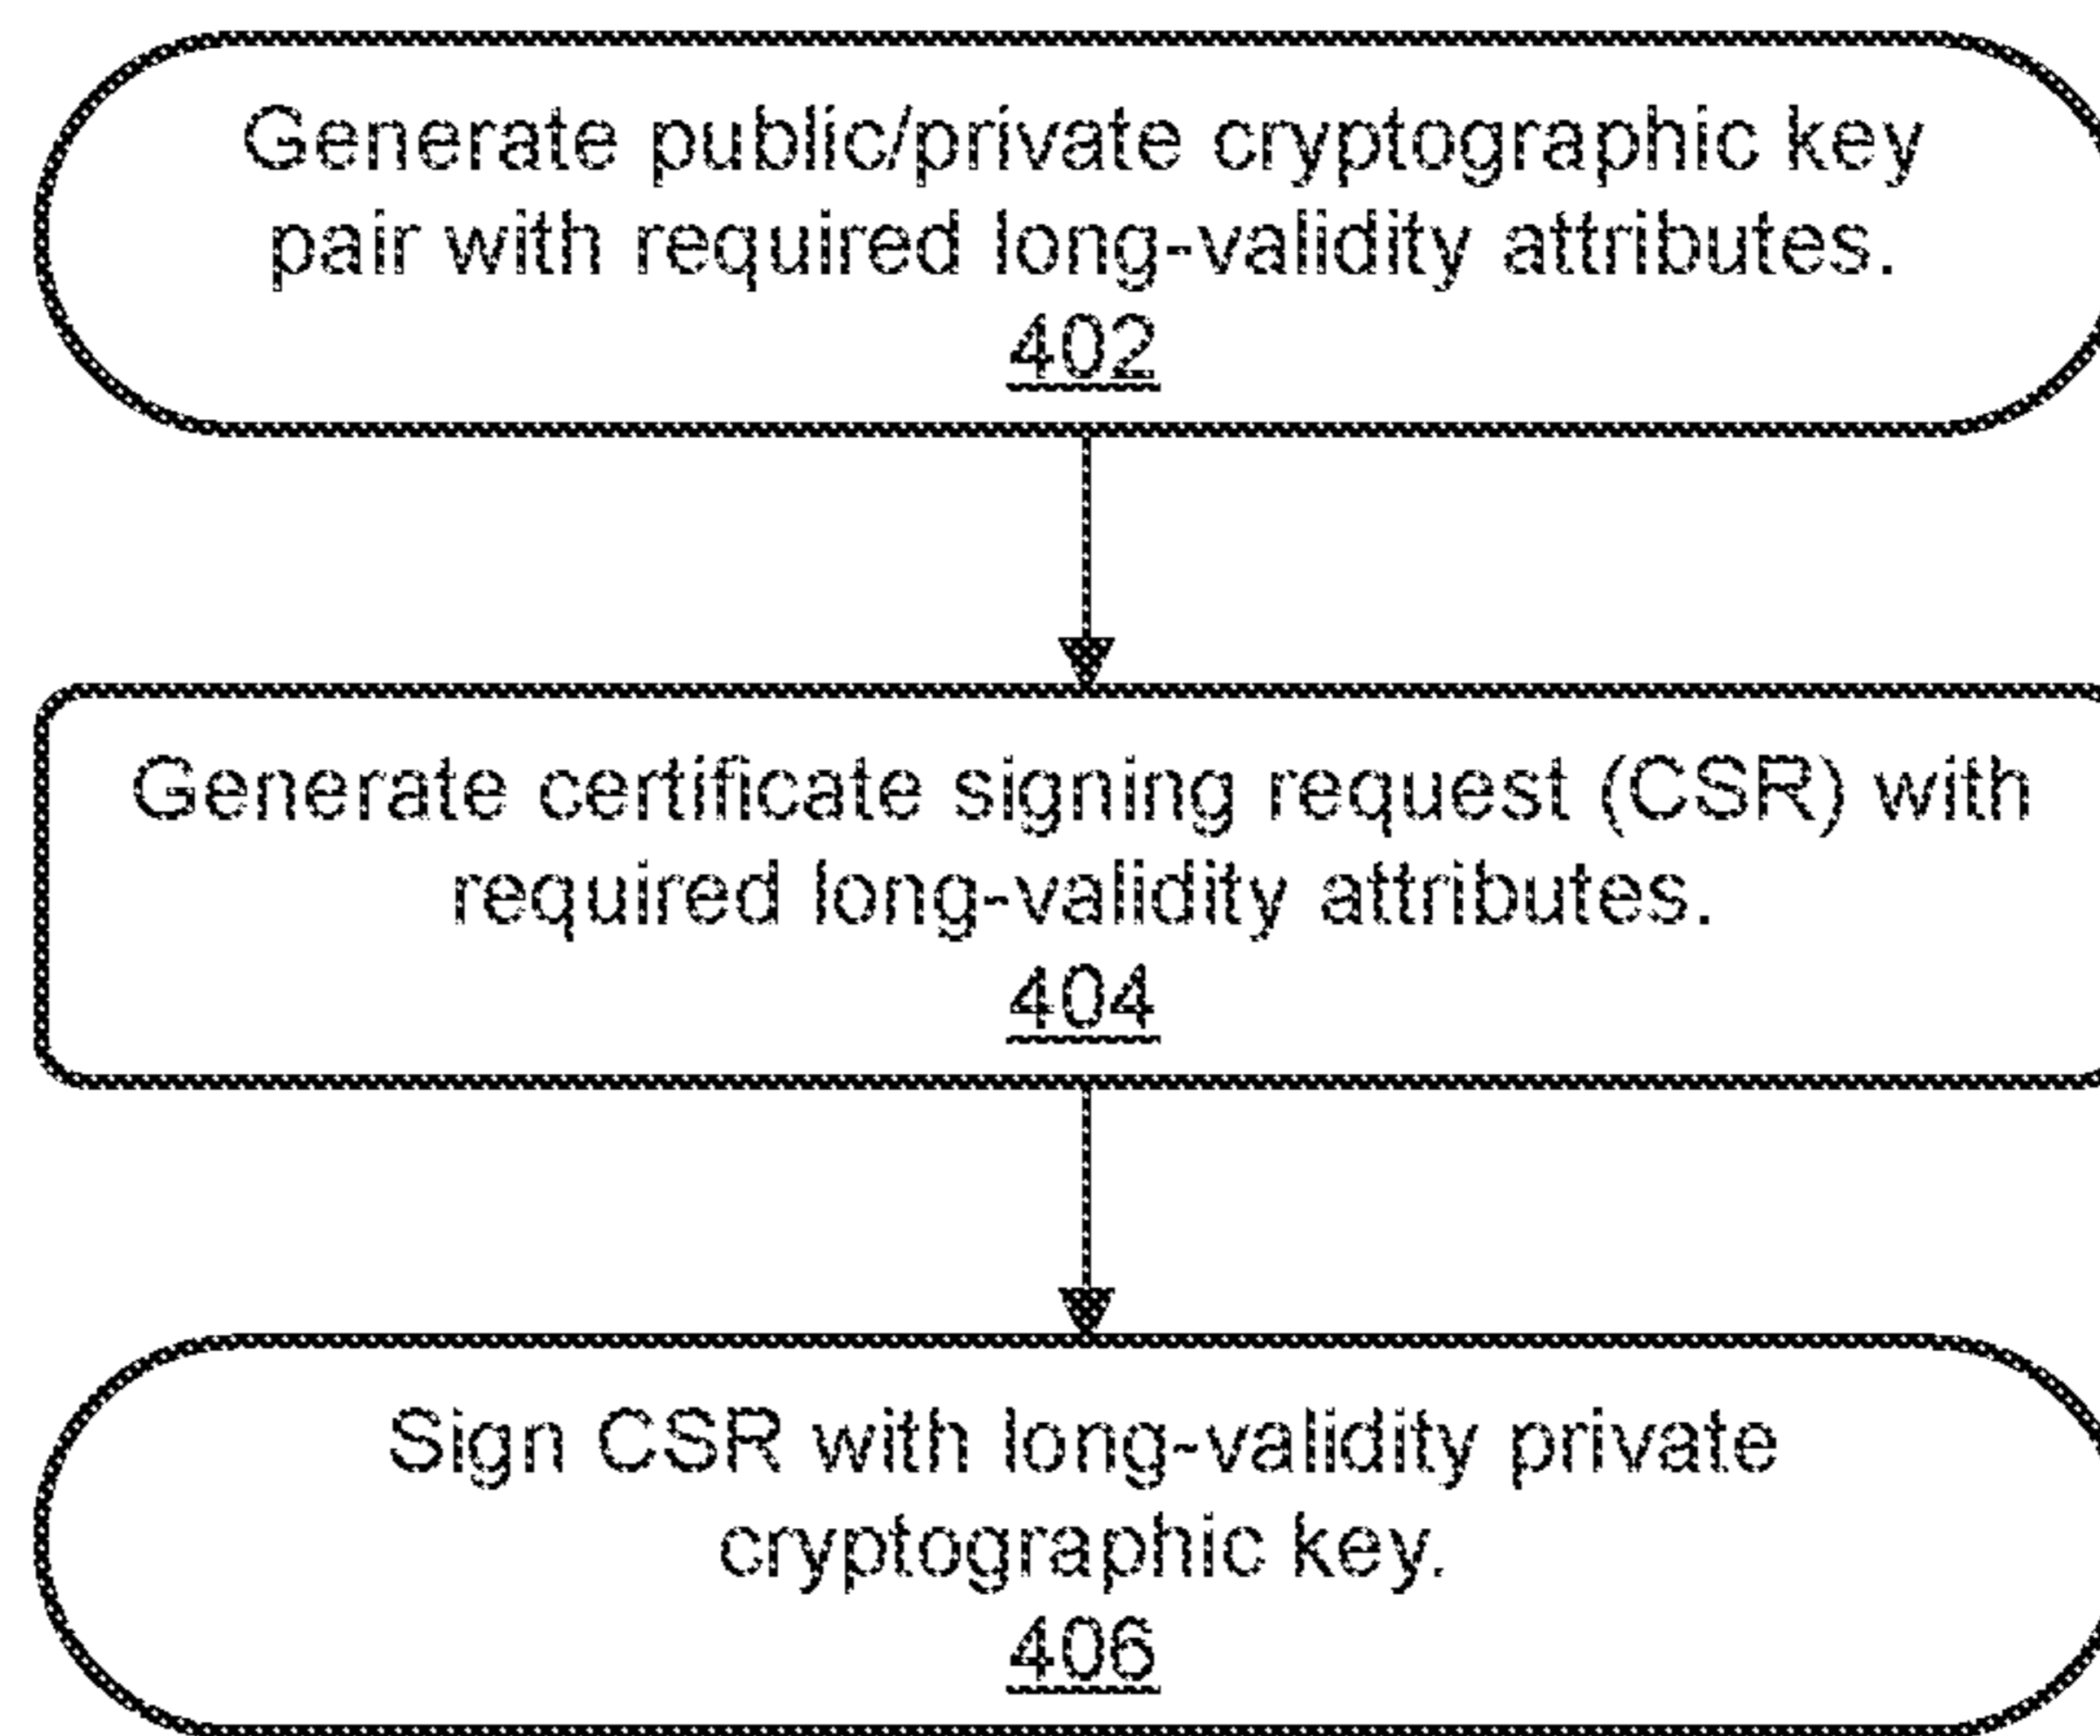 Generate public/private cryptographic key
pair with required long-validity attributes.
402
Generate certificate signing request (CSR) with
required long-validity attributes.
404
Sign CSR with long-validity private
cryptographic key.
406